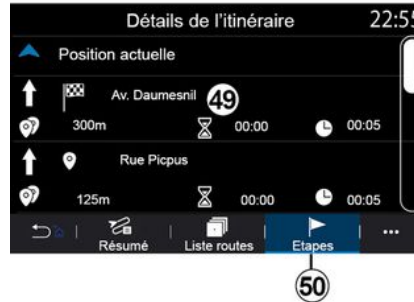 Détails de l'itinéraire 22:55
Position actuelle
Av. Daumesnil 49
300m 00:00 00:05
Rue Picpus
125m 00:00 00:05
Résumé Liste routes Etapes ...
50